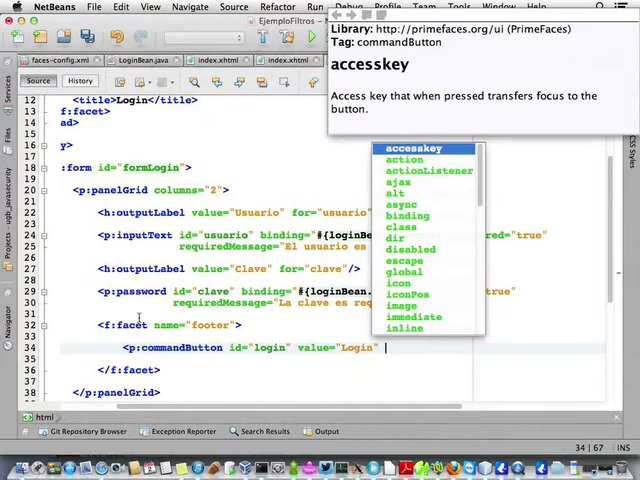 NetBeans File Edit View Navigate Source Refactor Run D
EjemploFiltros
Library: http://primefaces.org/ui (PrimeFaces)
Tag: commandButton
accesskey
Access key that when pressed transfers focus to the
button.
faces-config.xml LoginBean.java index.xhtml index.xhtml
Source History
Services
Files
ugb_javasecurity
Projects
Navigator
CSS Styles
12 <title>Login</title>
13 f:facet>
14 ad>
15
16 y>
17
18 :form id="formLogin">
19
20 <p:panelGrid columns="2">
21
22 <h:outputLabel value="Usuario" for="usuario"
23
24 <p:inputText id="usuario" binding="#{loginBea red="true"
25 requiredMessage="El usuario es
26
27 <h:outputLabel value="Clave" for="clave"/>
28
29 <p:password id="clave" binding="#{loginBean. ="true"
30 requiredMessage="La clave es req
31
32 <f:facet name="footer">
33
34 <p:commandButton id="login" value="Login"
35
36 </f:facet>
37
38 </p:panelGrid>
accesskey
action
actionListener
ajax
alt
async
binding
class
dir
disabled
escape
global
icon
iconPos
image
immediate
inline
html
Git Repository Browser Exception Reporter Search Results Output
34 | 67 INS